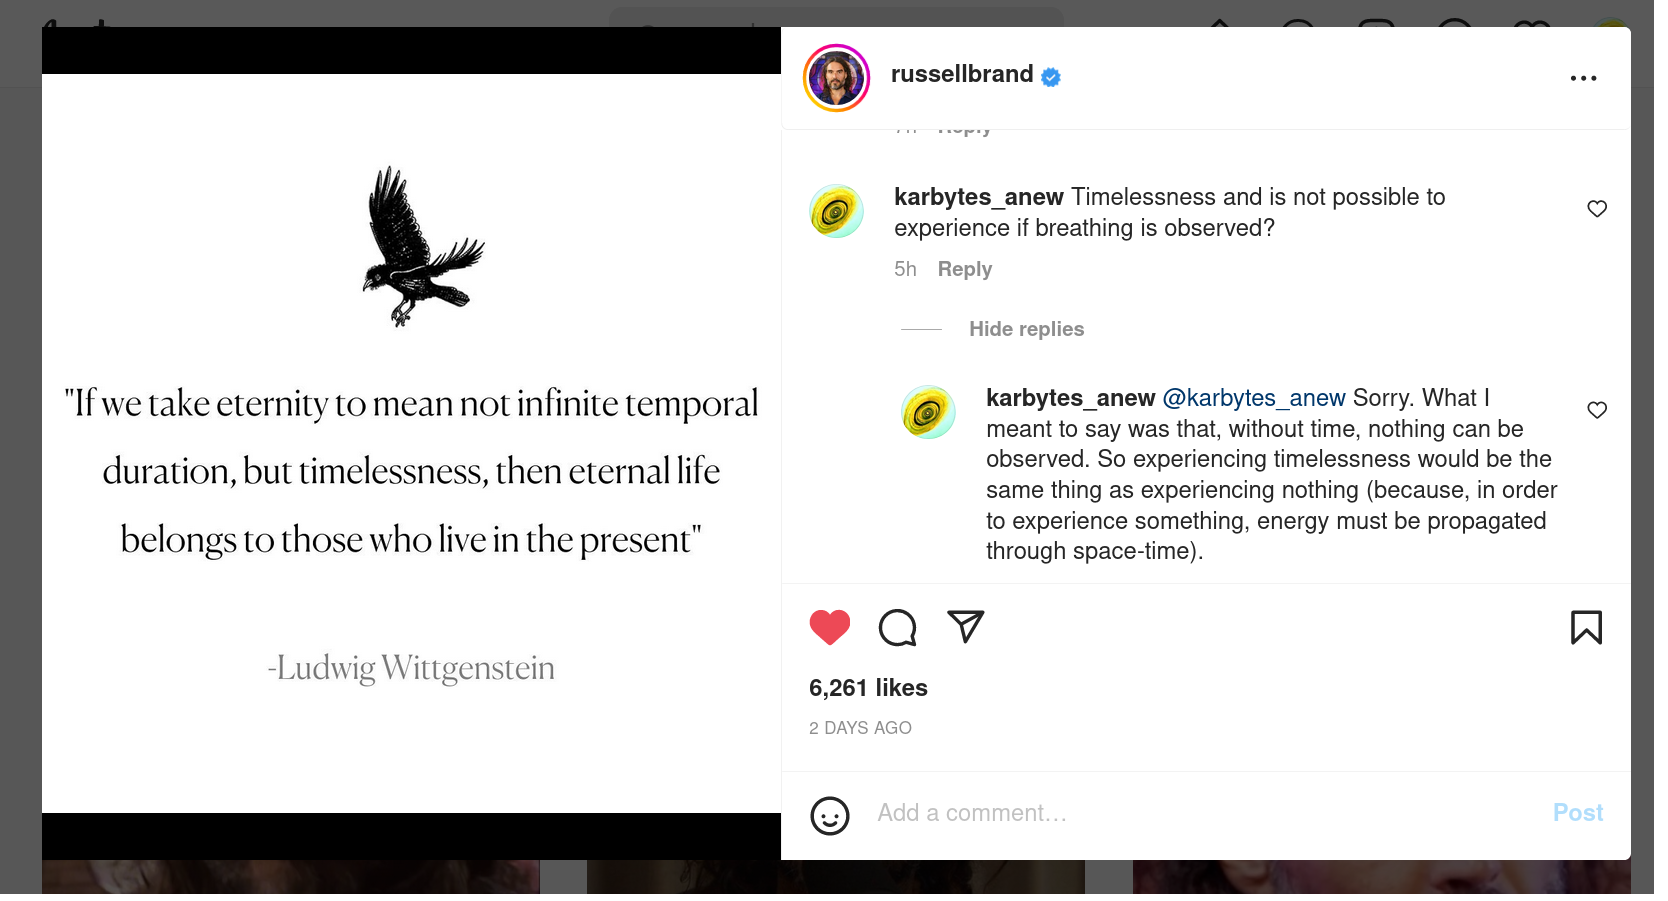 "If we take eternity to mean not infinite temporal
duration, but timelessness, then eternal life
belongs to those who live in the present"
-Ludwig Wittgenstein
russellbrand
Reply
karbytes_anew Timelessness and is not possible to
experience if breathing is observed?
5h Reply
Hide replies
karbytes_anew @karbytes_anew Sorry. What I
meant to say was that, without time, nothing can be
observed. So experiencing timelessness would be the
same thing as experiencing nothing (because, in order
to experience something, energy must be propagated
through space-time).
6,261 likes
2 DAYS AGO
Add a comment...
Post